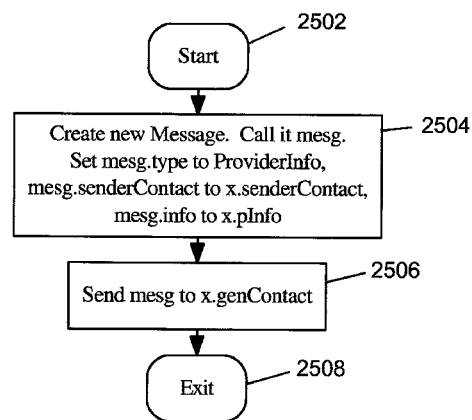 2502
Start
2504
Create new Message. Call it mesg.
Set mesg.type to ProviderInfo,
mesg.senderContact to x.senderContact,
mesg.info to x.pInfo
2506
Send mesg to x.genContact
2508
Exit